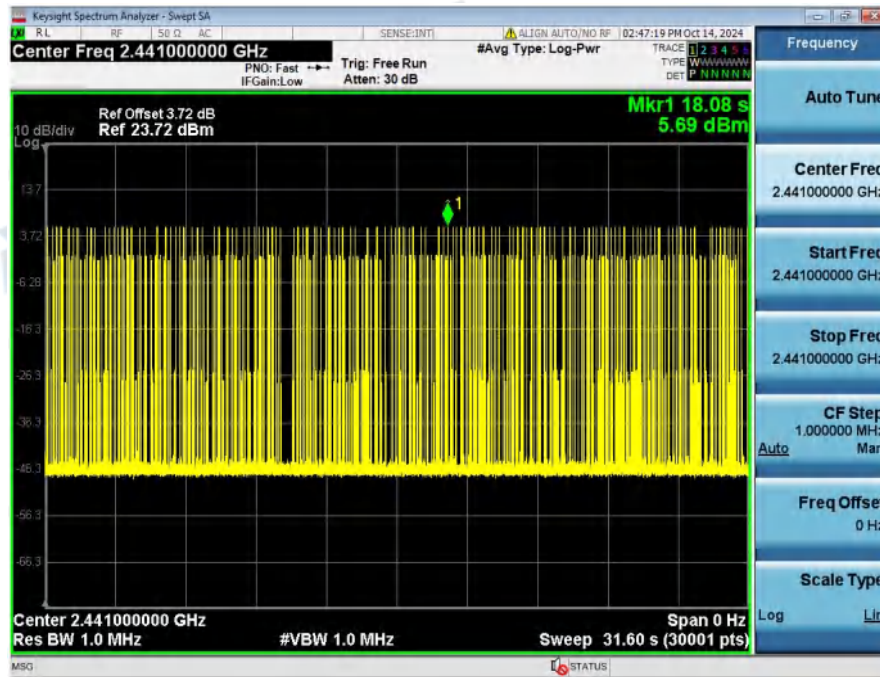 Keysight Spectrum Analyzer - Swept SA
RL RF 50 Ω AC SENSE:INT ALIGN AUTO/NO RF 02:47:19 PM Oct 14, 2024
Center Freq 2.441000000 GHz
#Avg Type: Log-Pwr
TRACE 1 2 3 4 5 6
PNO: Fast
Trig: Free Run
TYPE W
IFGain:Low
Atten: 30 dB
DET P N N N N N
Frequency
Auto Tune
Mkr1 18.08 s
Ref Offset 3.72 dB
10 dB/div Ref 23.72 dBm
5.69 dBm
Log
13.7
1
3.72
-6.28
-16.3
-26.3
-36.3
-46.3
-56.3
-66.3
Center Freq
2.441000000 GHz
Start Freq
2.441000000 GHz
Stop Freq
2.441000000 GHz
CF Step
1.000000 MHz
Auto Man
Freq Offset
0 Hz
Scale Type
Log Lin
Center 2.441000000 GHz
Span 0 Hz
Res BW 1.0 MHz #VBW 1.0 MHz Sweep 31.60 s (30001 pts)
MSG STATUS